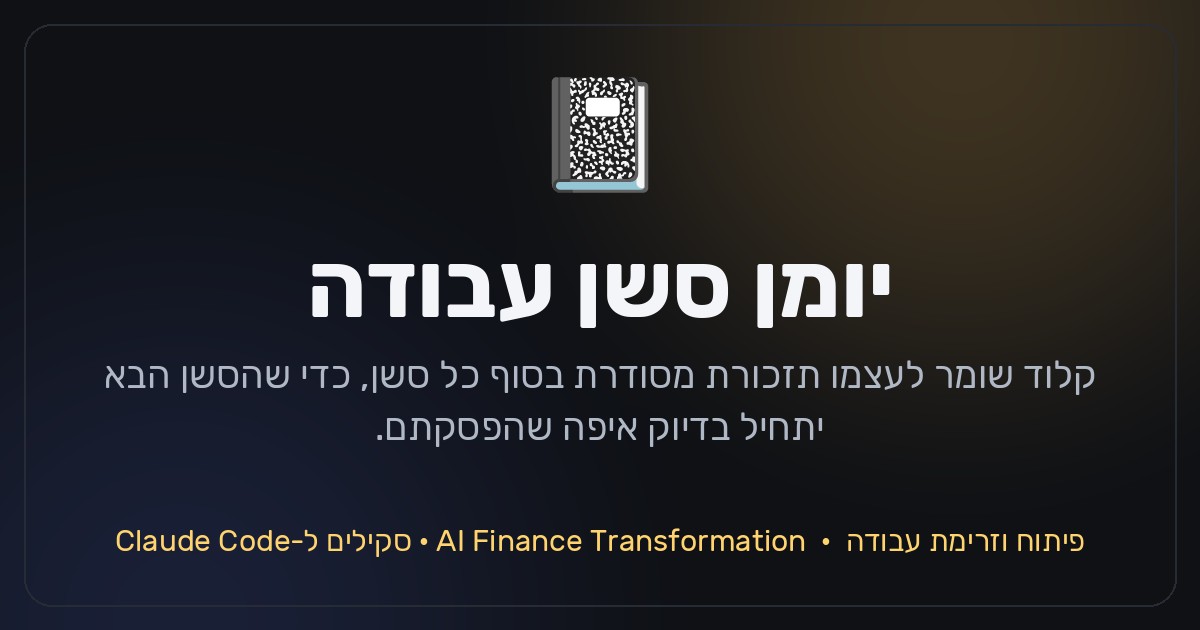 יומן סשן עבודה
קלוד שומר לעצמו תזכורת מסודרת בסוף כל סשן, כדי שהסשן הבא
יתחיל בדיוק איפה שהפסקתם.
פיתוח וזרימת עבודה • AI Finance Transformation • סקילים ל-Claude Code